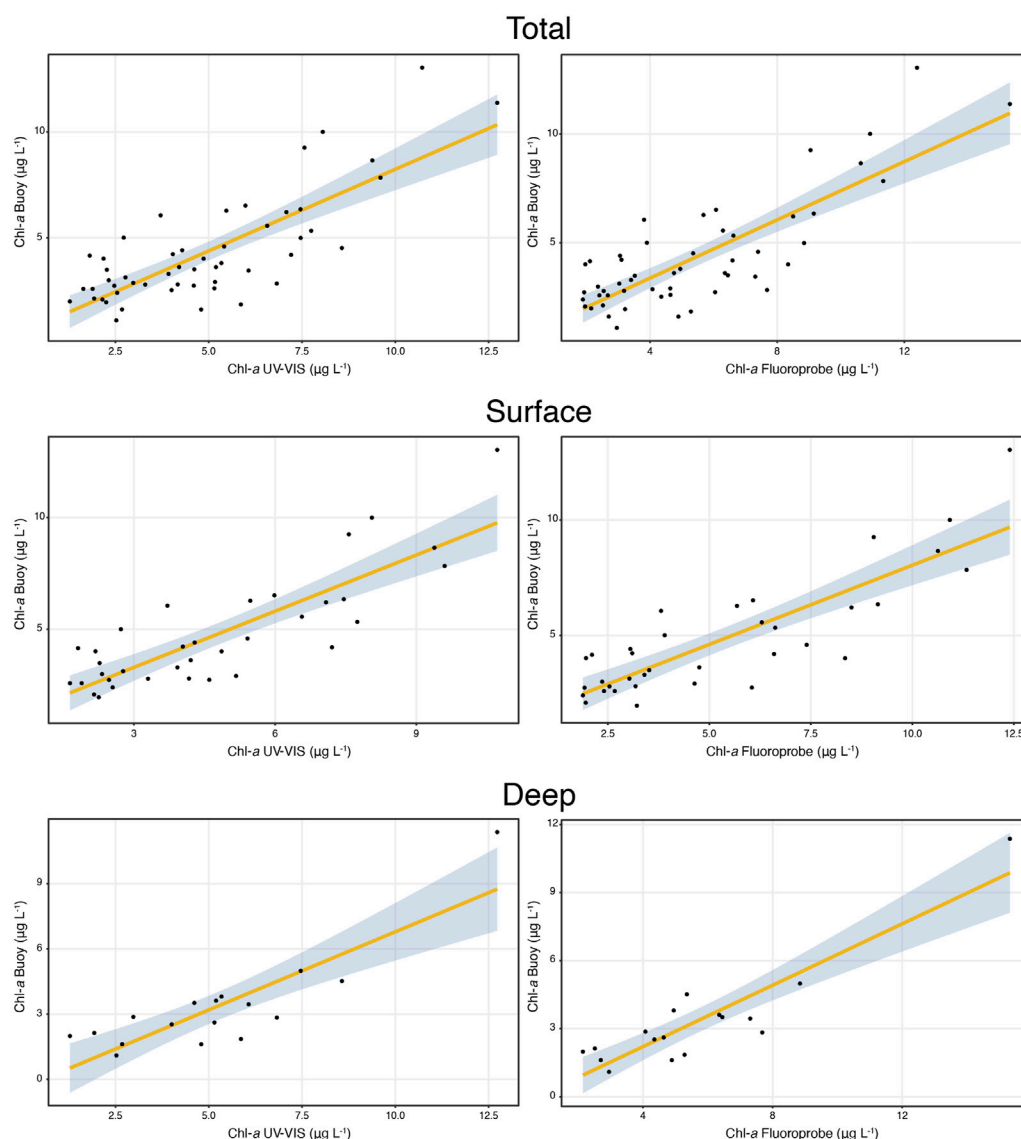 Total
Chl-a Buoy (µg L⁻¹)
10
5
2.5 5.0 7.5 10.0 12.5
Chl-a UV-VIS (µg L⁻¹)
Chl-a Buoy (µg L⁻¹)
10
5
4 8 12
Chl-a Fluoroprobe (µg L⁻¹)
Surface
Chl-a Buoy (µg L⁻¹)
10
5
3 6 9
Chl-a UV-VIS (µg L⁻¹)
Chl-a Buoy (µg L⁻¹)
10
5
2.5 5.0 7.5 10.0 12.5
Chl-a Fluoroprobe (µg L⁻¹)
Deep
Chl-a Buoy (µg L⁻¹)
9
6
3
0
2.5 5.0 7.5 10.0 12.5
Chl-a UV-VIS (µg L⁻¹)
Chl-a Buoy (µg L⁻¹)
12
9
6
3
0
4 8 12
Chl-a Fluoroprobe (µg L⁻¹)